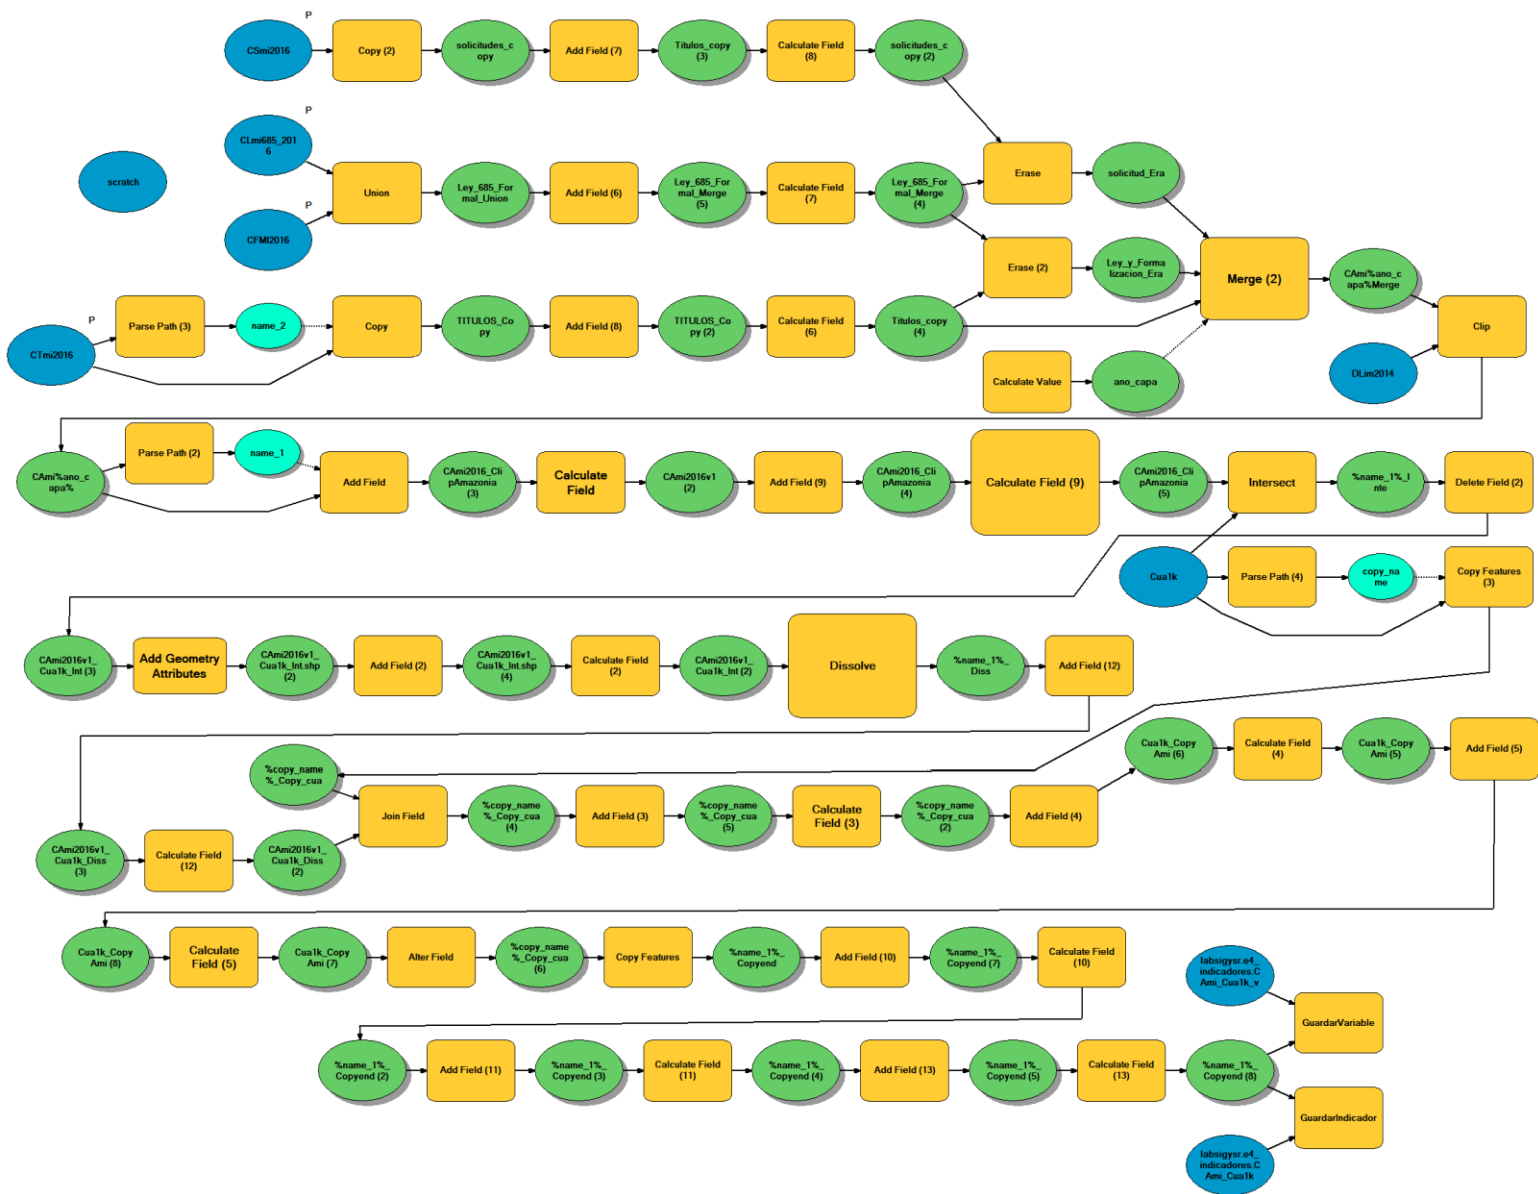 P
CSmi2016
Copy (2)
solicitudes_c
opy
Add Field (7)
Titulos_copy
(3)
Calculate Field
(8)
solicitudes_c
opy (2)
P
CLmi685_201
6
scratch
Union
Ley_685_For
mal_Union
Add Field (6)
Ley_685_For
mal_Merge
(5)
Calculate Field
(7)
Ley_685_For
mal_Merge
(4)
Erase
solicitud_Era
P
CFMI2016
Erase (2)
Ley_y_Forma
lizacion_Era
Merge (2)
CAmi%ano_c
apa%Merge
P
CTmi2016
Parse Path (3)
name_2
Copy
TITULOS_Co
py
Add Field (8)
TITULOS_Co
py (2)
Calculate Field
(6)
Titulos_copy
(4)
Clip
Calculate Value
ano_capa
DLim2014
CAmi%ano_c
apa%
Parse Path (2)
name_1
Add Field
CAmi2016_Cli
pAmazonia
(3)
Calculate
Field
CAmi2016v1
(2)
Add Field (9)
CAmi2016_Cli
pAmazonia
(4)
Calculate Field (9)
CAmi2016_Cli
pAmazonia
(5)
Intersect
%name_1%_I
nte
Delete Field (2)
Cua1k
Parse Path (4)
copy_na
me
Copy Features
(3)
CAmi2016v1_
Cua1k_Int (3)
Add Geometry
Attributes
CAmi2016v1_
Cua1k_Int.shp
(2)
Add Field (2)
CAmi2016v1_
Cua1k_Int.shp
(4)
Calculate Field
(2)
CAmi2016v1_
Cua1k_Int (2)
Dissolve
%name_1%_
Diss
Add Field (12)
%copy_name
%_Copy_cua
Join Field
%copy_name
%_Copy_cua
(4)
Add Field (3)
%copy_name
%_Copy_cua
(5)
Calculate
Field (3)
%copy_name
%_Copy_cua
(2)
Add Field (4)
Cua1k_Copy
Ami (6)
Calculate Field
(4)
Cua1k_Copy
Ami (5)
Add Field (5)
CAmi2016v1_
Cua1k_Diss
(3)
Calculate Field
(12)
CAmi2016v1_
Cua1k_Diss
(2)
Cua1k_Copy
Ami (8)
Calculate
Field (5)
Cua1k_Copy
Ami (7)
Alter Field
%copy_name
%_Copy_cua
(6)
Copy Features
%name_1%_
Copyend
Add Field (10)
%name_1%_
Copyend (7)
Calculate Field
(10)
labsigysr.e4_
indicadores.C
Ami_Cua1k_v
GuardarVariable
%name_1%_
Copyend (2)
Add Field (11)
%name_1%_
Copyend (3)
Calculate Field
(11)
%name_1%_
Copyend (4)
Add Field (13)
%name_1%_
Copyend (5)
Calculate Field
(13)
%name_1%_
Copyend (8)
GuardarIndicador
labsigysr.e4_
indicadores.C
Ami_Cua1k